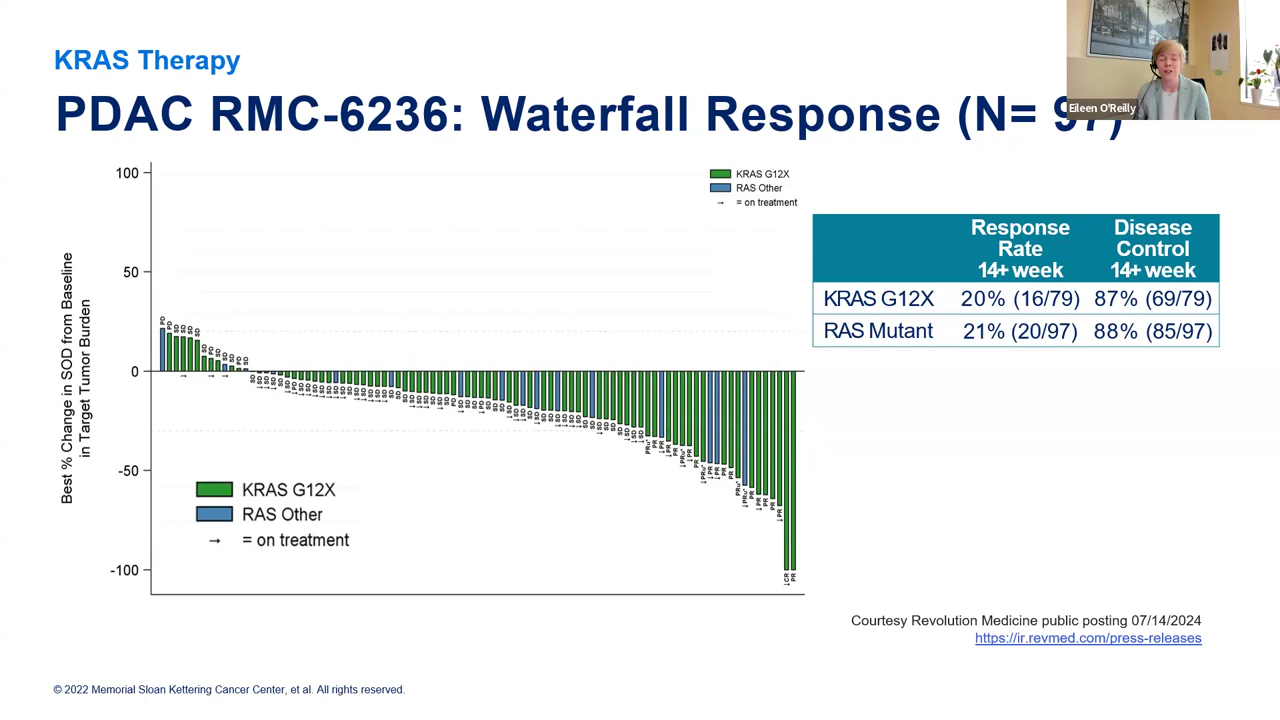 KRAS Therapy
PDAC RMC-6236: Waterfall Response (N= 97)
Eileen O'Reilly
Best % Change in SOD from Baseline
in Target Tumor Burden
100
50
0
-50
-100
KRAS G12X
RAS Other
→ = on treatment
KRAS G12X
RAS Other
→ = on treatment
Response Rate 14+ week
Disease Control 14+ week
KRAS G12X 20% (16/79) 87% (69/79)
RAS Mutant 21% (20/97) 88% (85/97)
Courtesy Revolution Medicine public posting 07/14/2024
https://ir.revmed.com/press-releases
© 2022 Memorial Sloan Kettering Cancer Center, et al. All rights reserved.